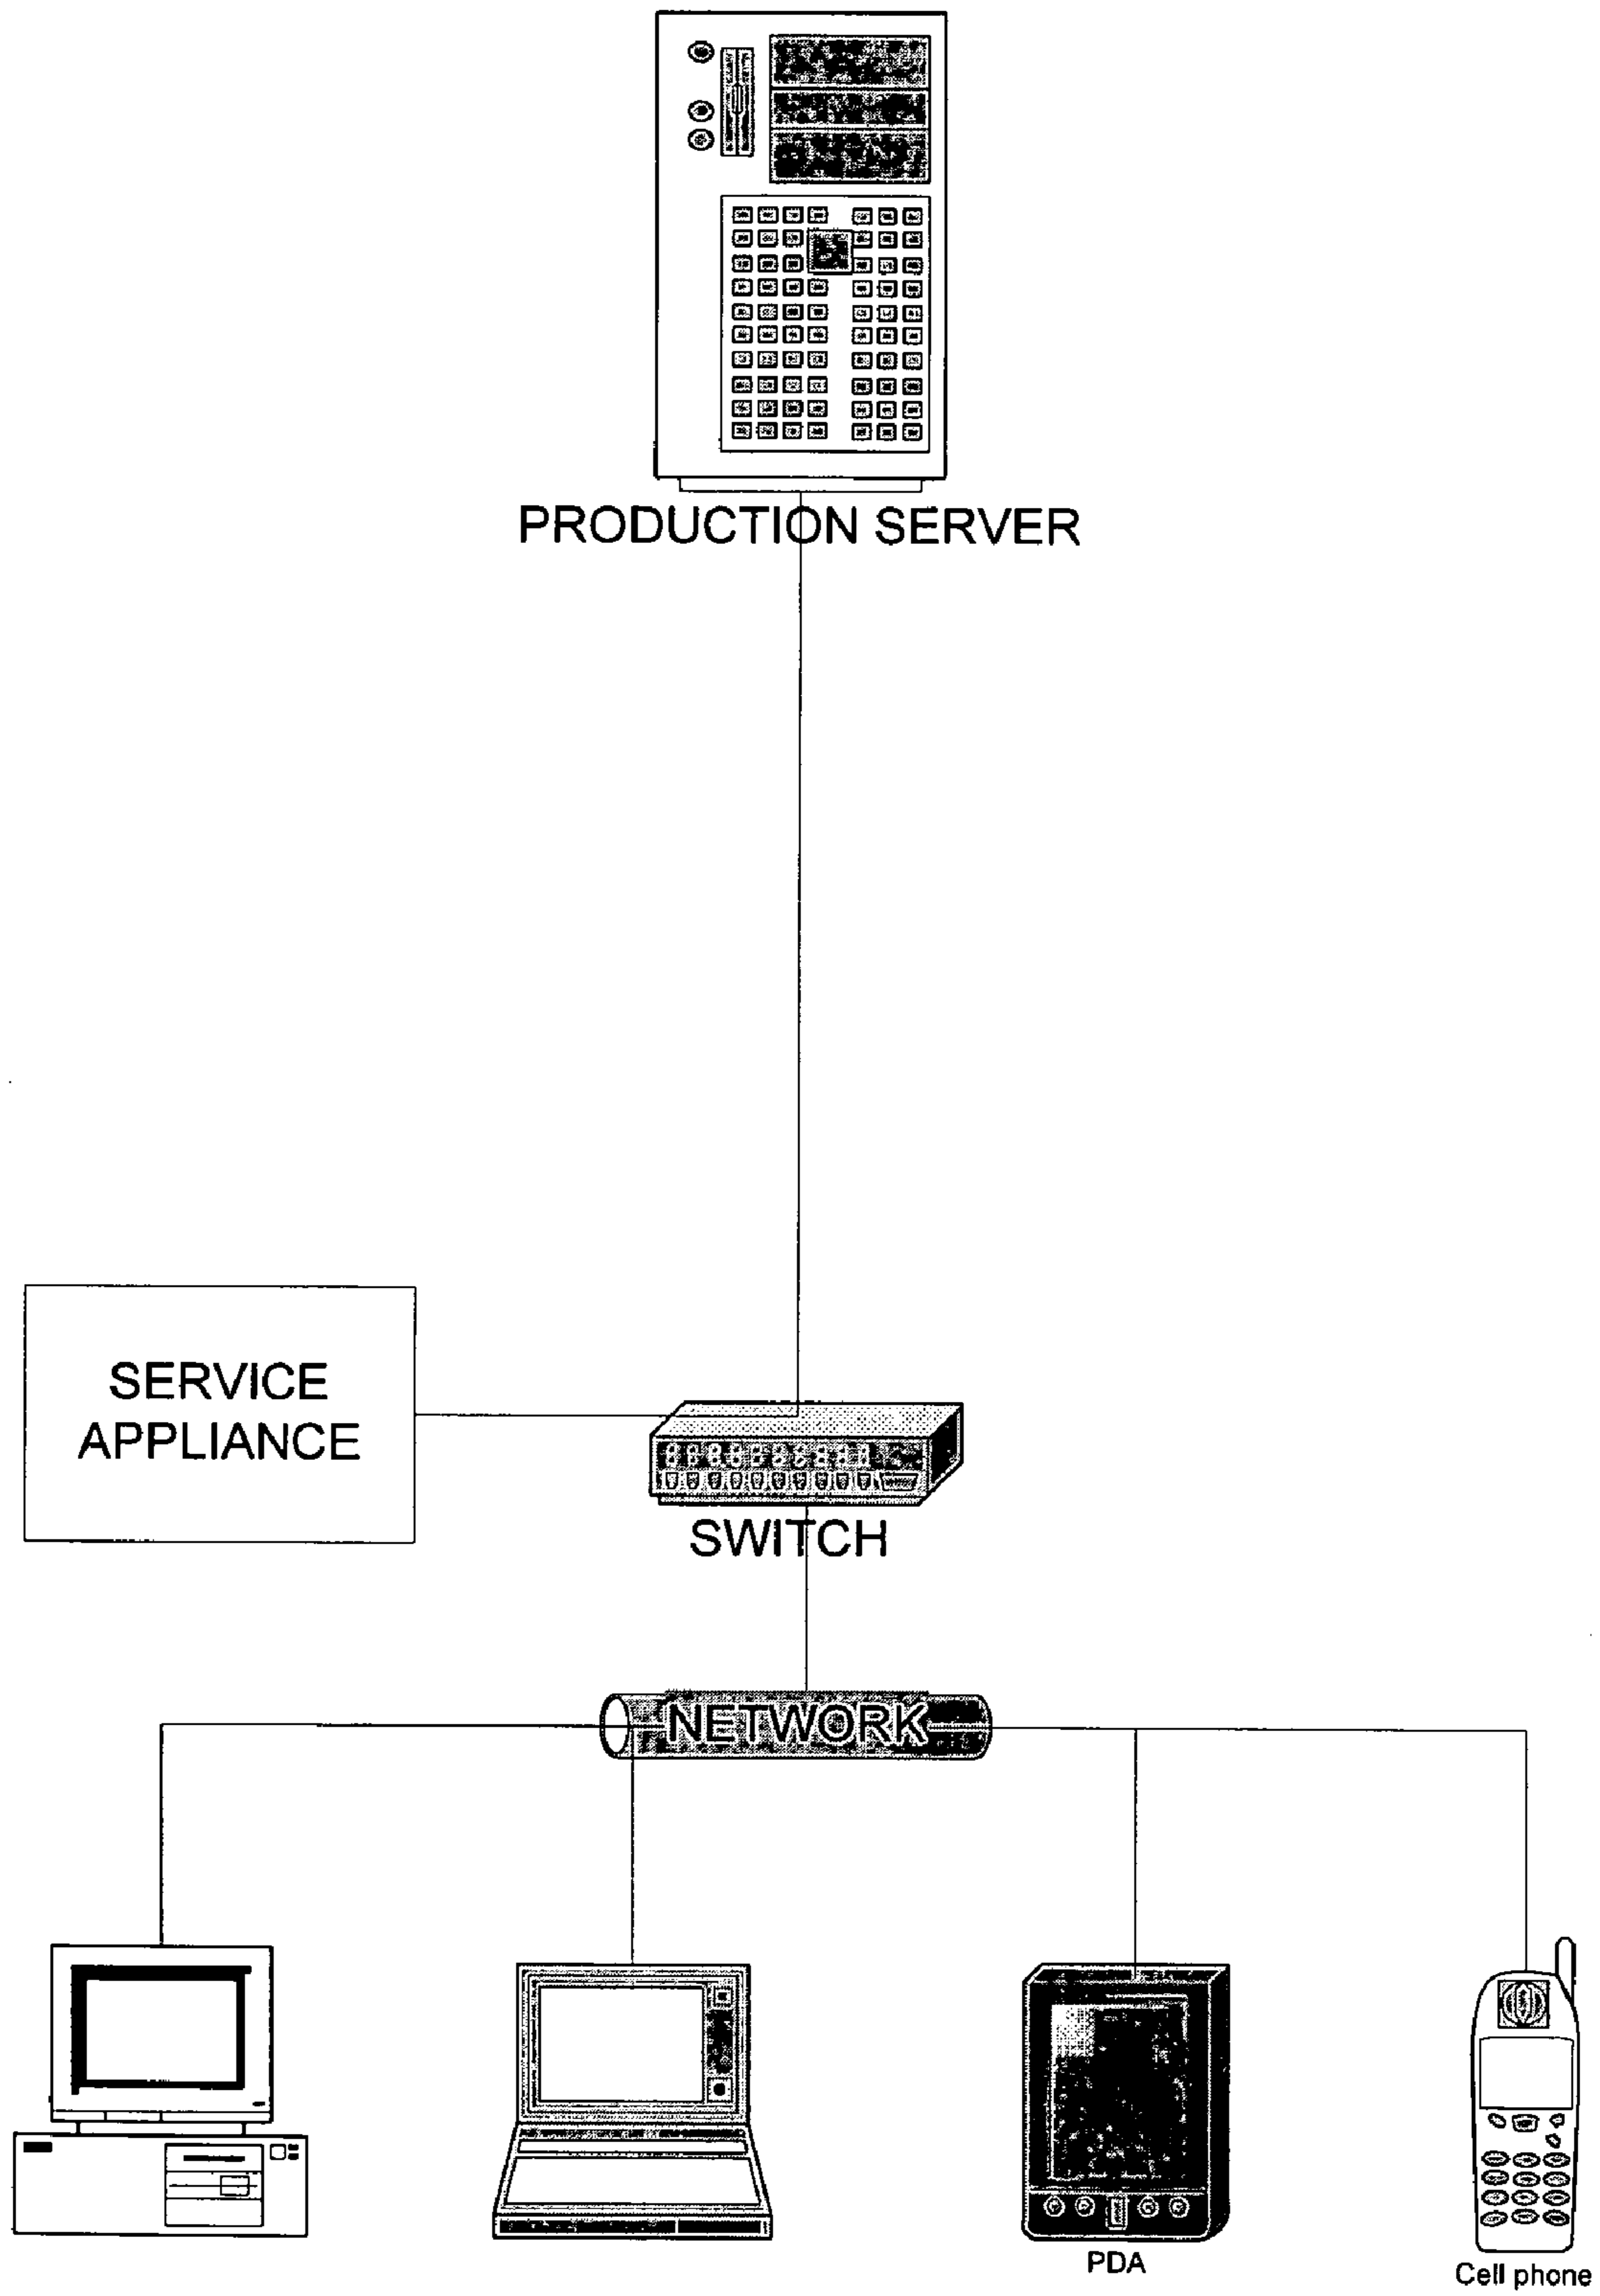 PRODUCTION SERVER
SERVICE
APPLIANCE
SWITCH
NETWORK
PDA
Cell phone